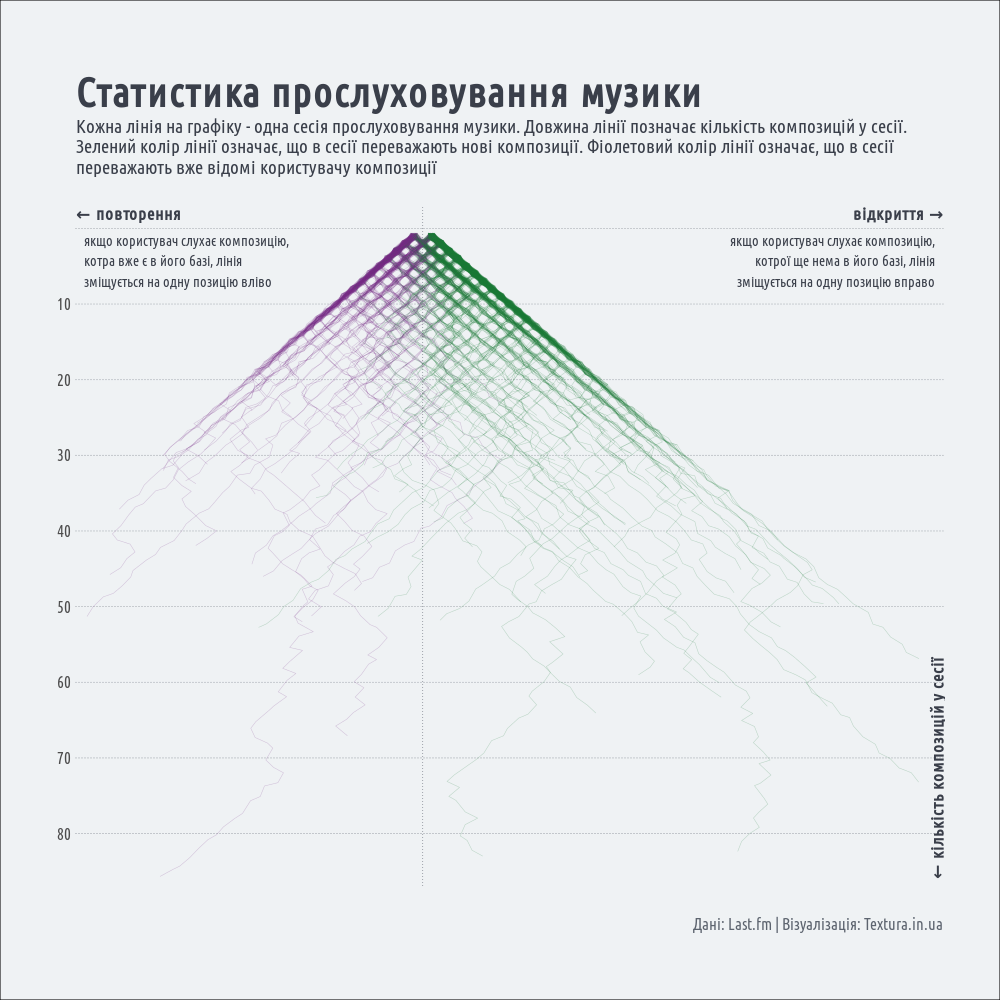 Статистика прослуховування музики
Кожна лінія на графіку - одна сесія прослуховування музики. Довжина лінії позначає кількість композицій у сесії.
Зелений колір лінії означає, що в сесії переважають нові композиції. Фіолетовий колір лінії означає, що в сесії
переважають вже відомі користувачу композиції
← повторення
відкриття →
якщо користувач слухає композицію,
котра вже є в його базі, лінія
зміщується на одну позицію вліво
якщо користувач слухає композицію,
котрої ще нема в його базі, лінія
зміщується на одну позицію вправо
10
20
30
40
50
60
70
80
← кількість композицій у сесії
Дані: Last.fm | Візуалізація: Textura.in.ua